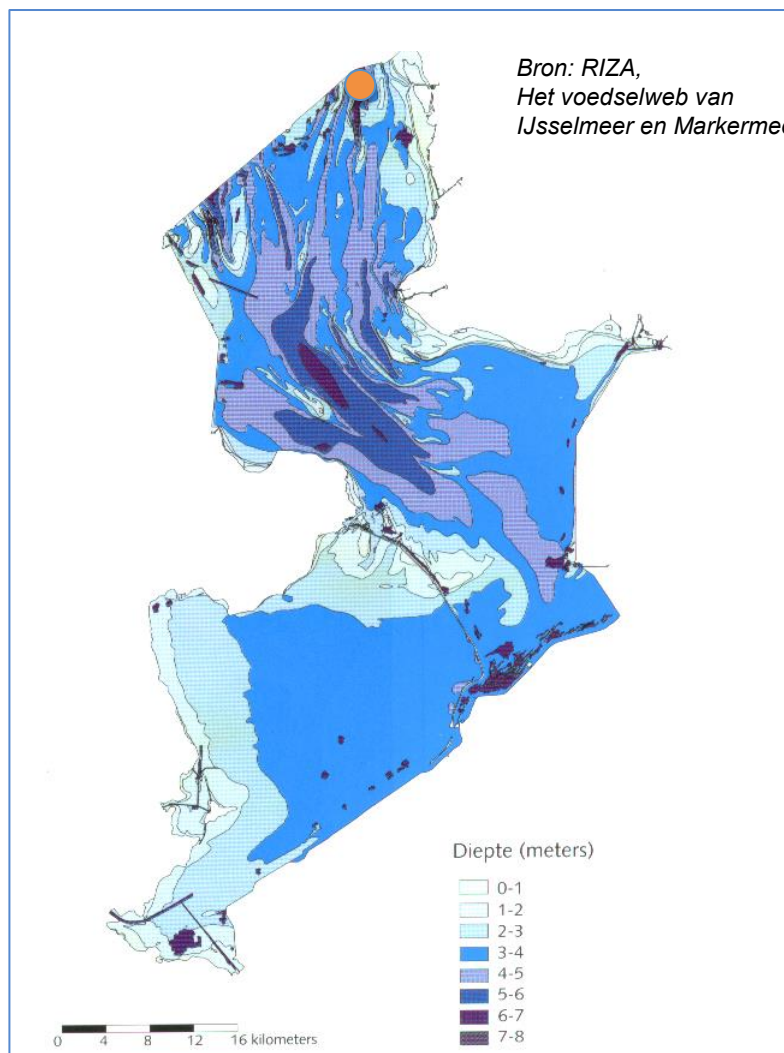 Bron: RIZA,
Het voedselweb van
IJsselmeer en Markermee
Diepte (meters)
0-1
1-2
2-3
3-4
4-5
5-6
6-7
7-8
0 4 8 12 16 kilometers